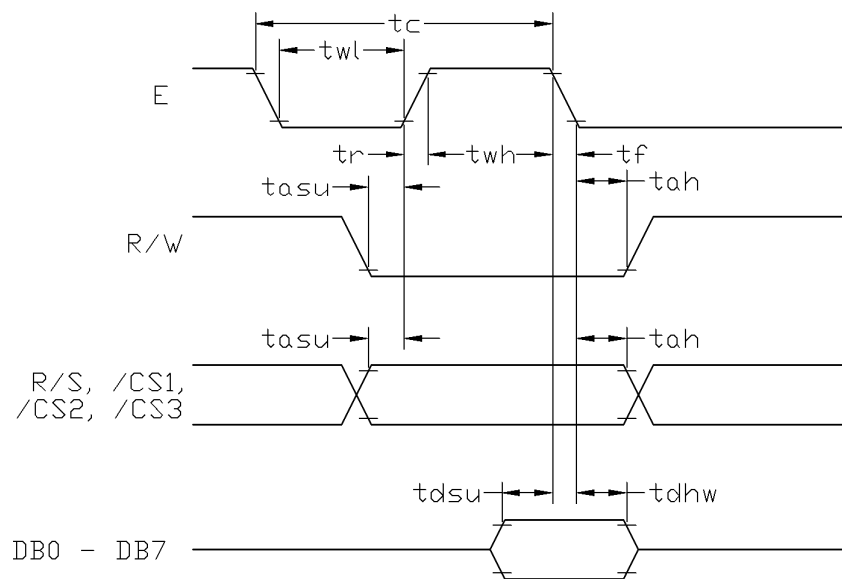 tc
twl
E
tr
twh
tf
tasu
tah
R/W
tasu
tah
R/S, /CS1,
/CS2, /CS3
tdsu
tdhw
DB0 - DB7